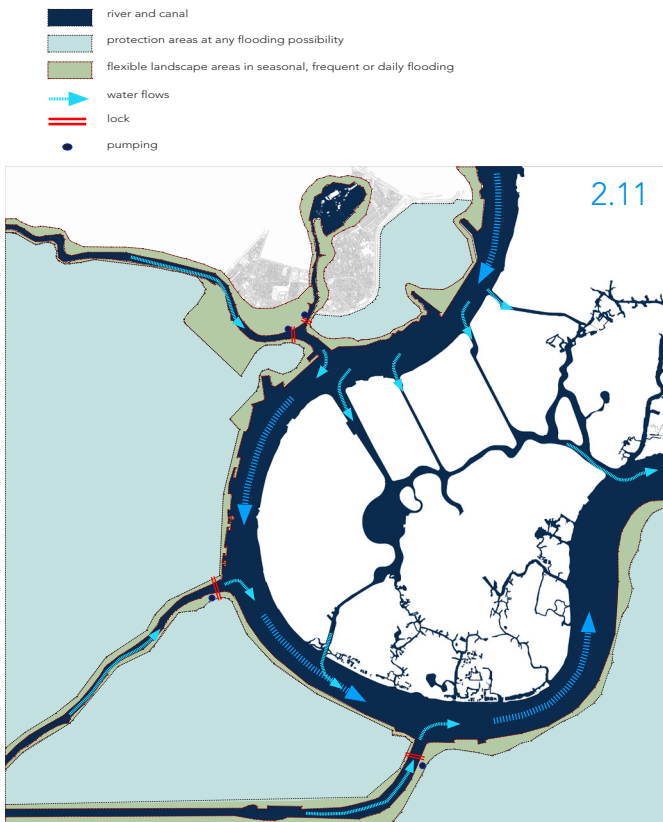 river and canal
protection areas at any flooding possibility
flexible landscape areas in seasonal, frequent or daily flooding
water flows
lock
pumping
2.11